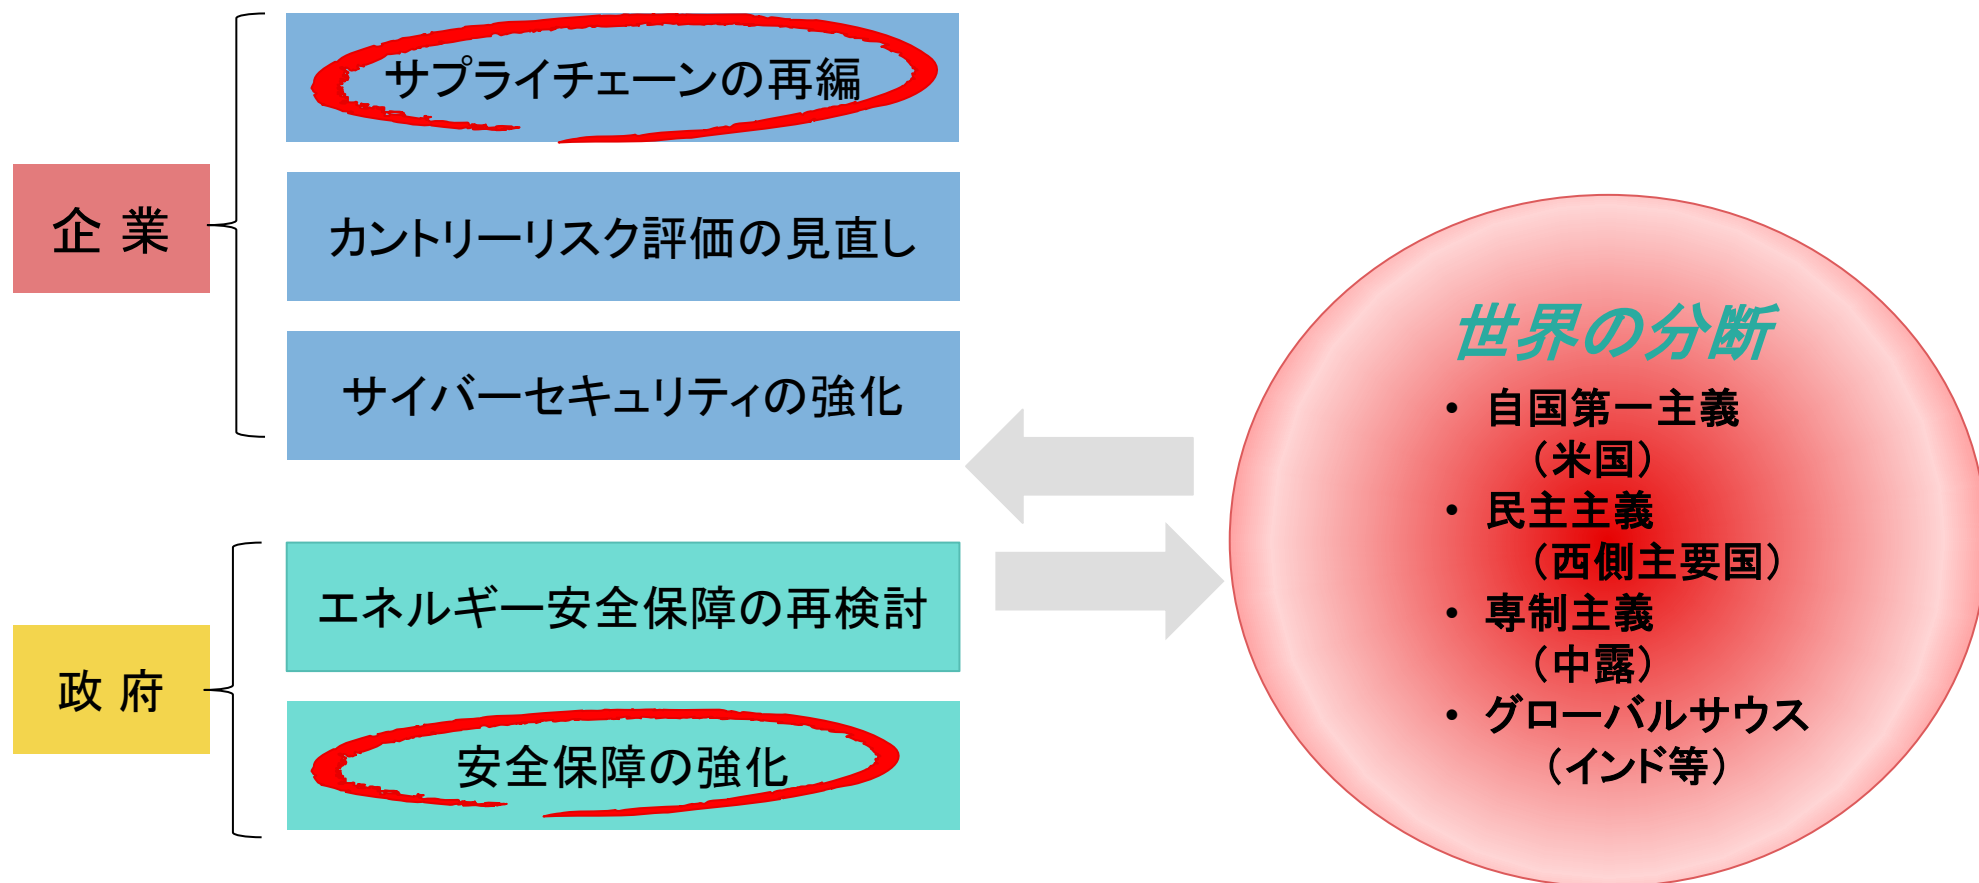 企 業
サプライチェーンの再編
カントリーリスク評価の見直し
サイバーセキュリティの強化
政 府
エネルギー安全保障の再検討
安全保障の強化
世界の分断
• 自国第一主義
（米国）
• 民主主義
（西側主要国）
• 専制主義
（中露）
• グローバルサウス
（インド等）